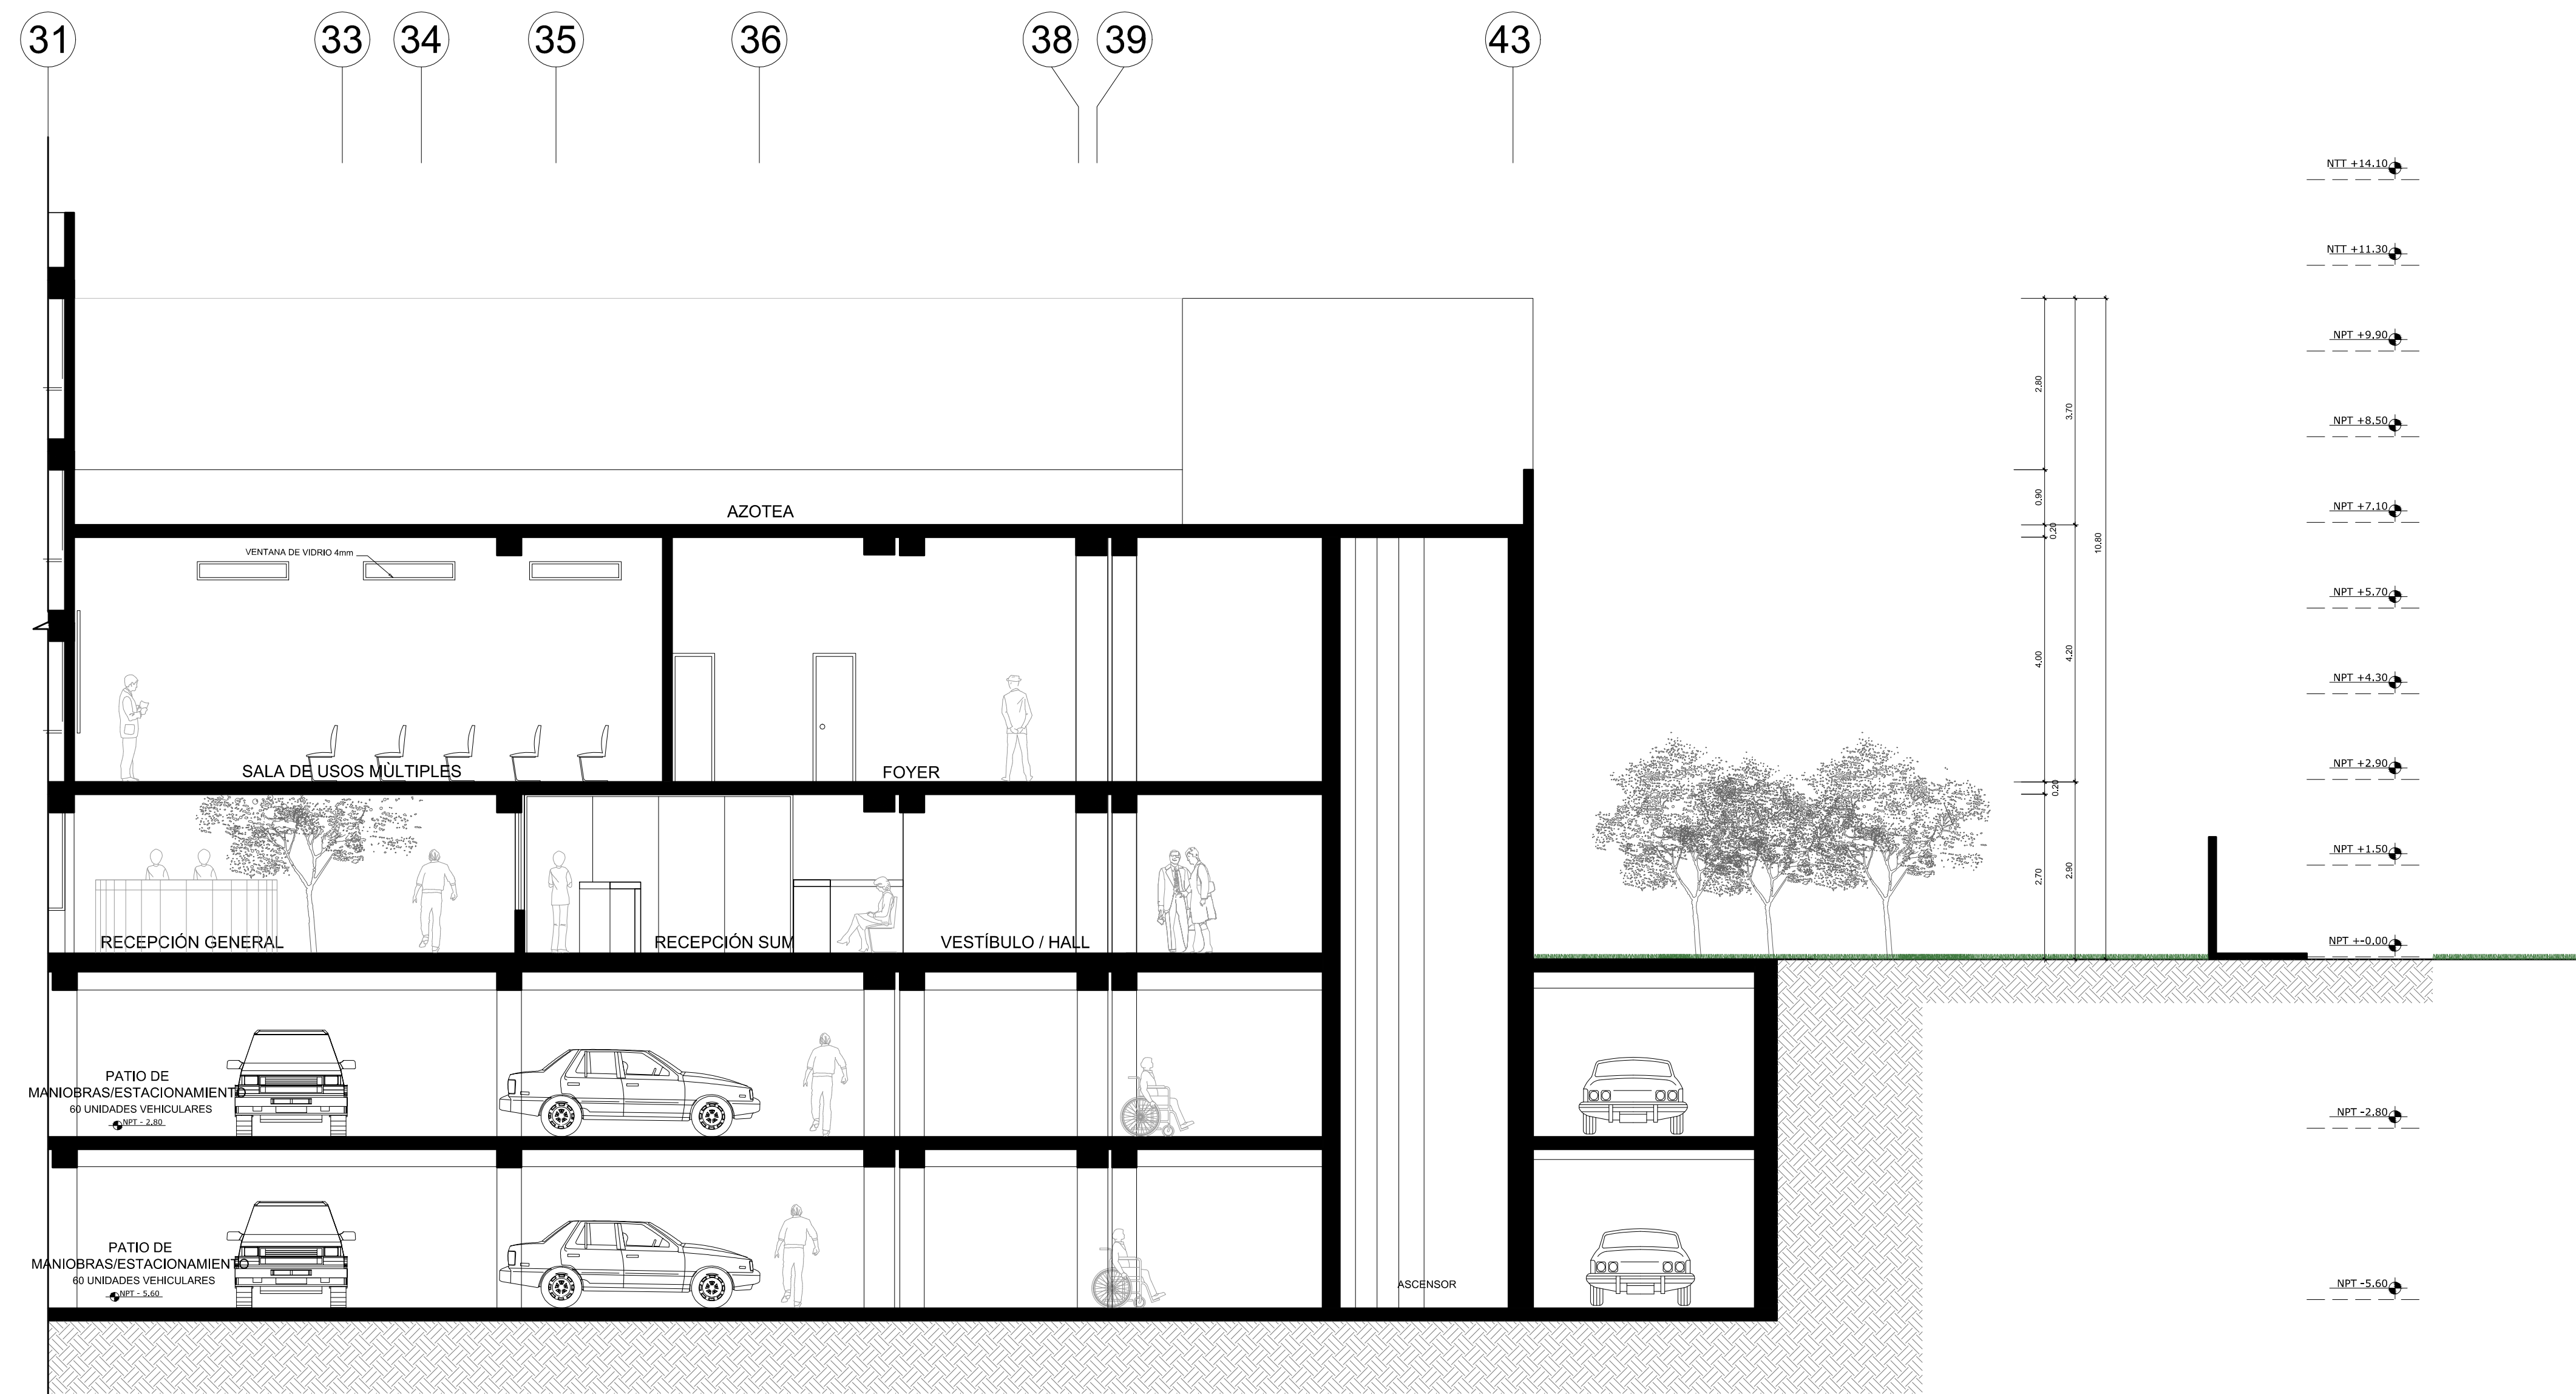 31
33
34
35
36
38
39
43
NTT +14.10
NTT +11.30
NPT +9.90
2.80
3.70
NPT +8.50
0.90
AZOTEA
NPT +7.10
0.20
10.80
VENTANA DE VIDRIO 4mm
NPT +5.70
4.00
4.20
NPT +4.30
SALA DE USOS MÙLTIPLES
FOYER
NPT +2.90
0.20
NPT +1.50
2.70
2.90
RECEPCIÓN GENERAL
RECEPCIÓN SUM
VESTÍBULO / HALL
NPT +-0.00
PATIO DE
MANIOBRAS/ESTACIONAMIENTO
60 UNIDADES VEHICULARES
NPT - 2.80
NPT -2.80
PATIO DE
MANIOBRAS/ESTACIONAMIENTO
60 UNIDADES VEHICULARES
NPT - 5.60
ASCENSOR
NPT -5.60